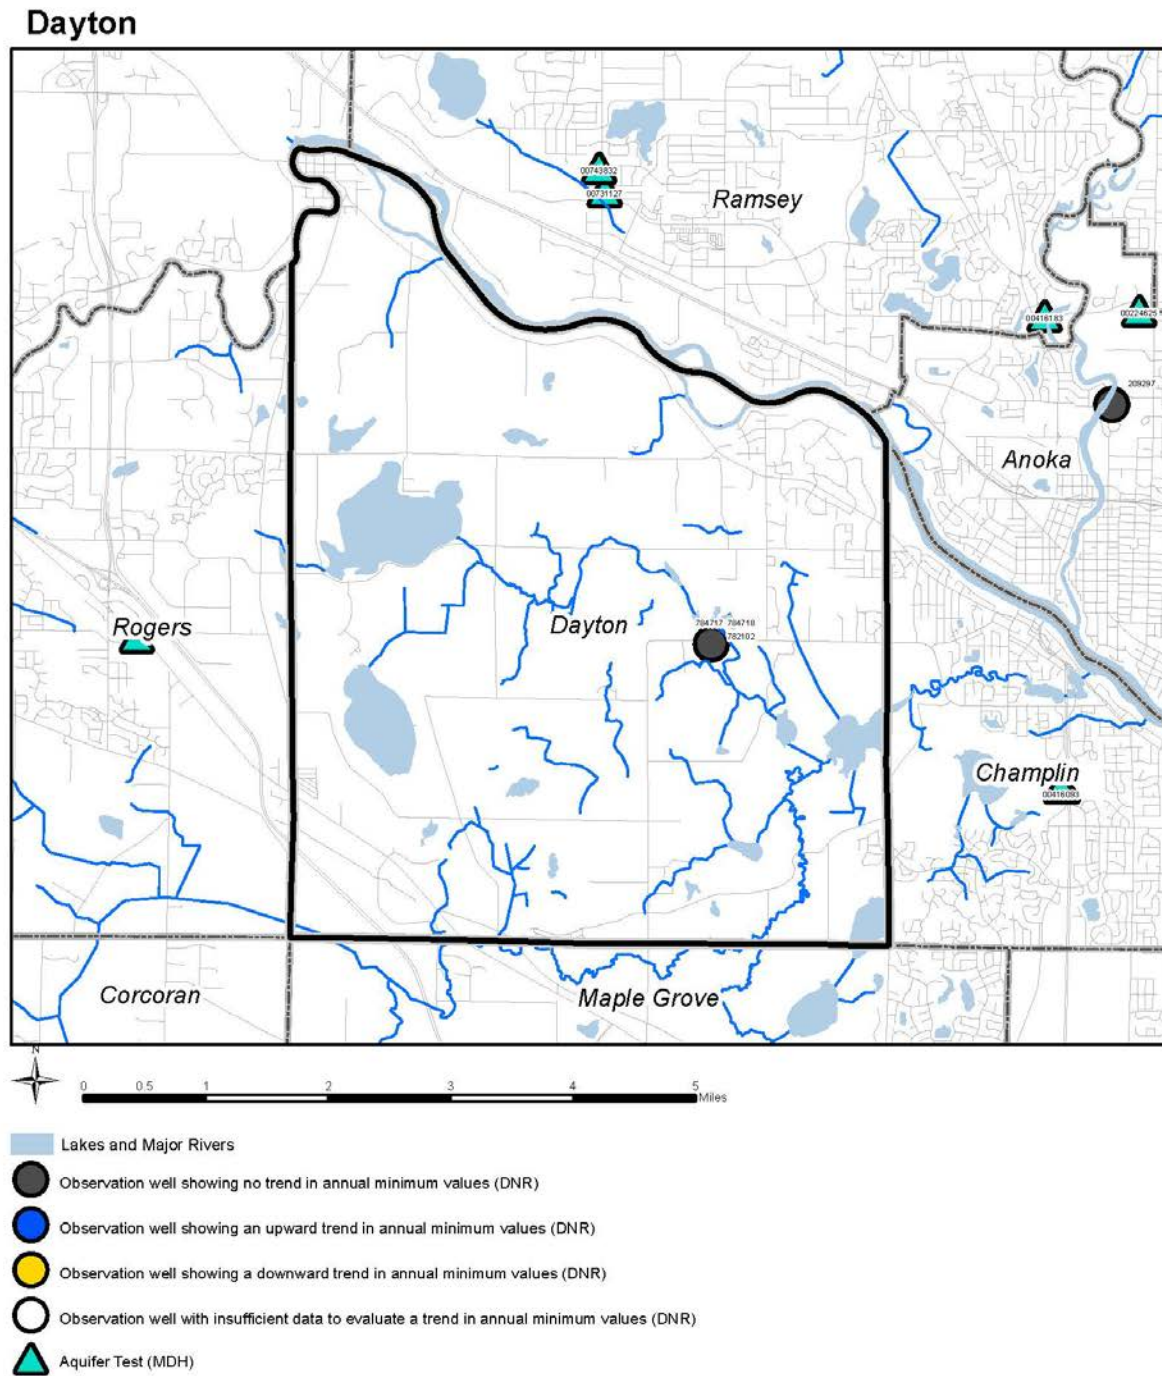 Dayton
00743832
00731127
Ramsey
00416183
00224625
209297
Anoka
Rogers
Dayton
784717 784718
782102
Champlin
00416093
Corcoran
Maple Grove
N
0 0.5 1 2 3 4 5
Miles
Lakes and Major Rivers
Observation well showing no trend in annual minimum values (DNR)
Observation well showing an upward trend in annual minimum values (DNR)
Observation well showing a downward trend in annual minimum values (DNR)
Observation well with insufficient data to evaluate a trend in annual minimum values (DNR)
Aquifer Test (MDH)